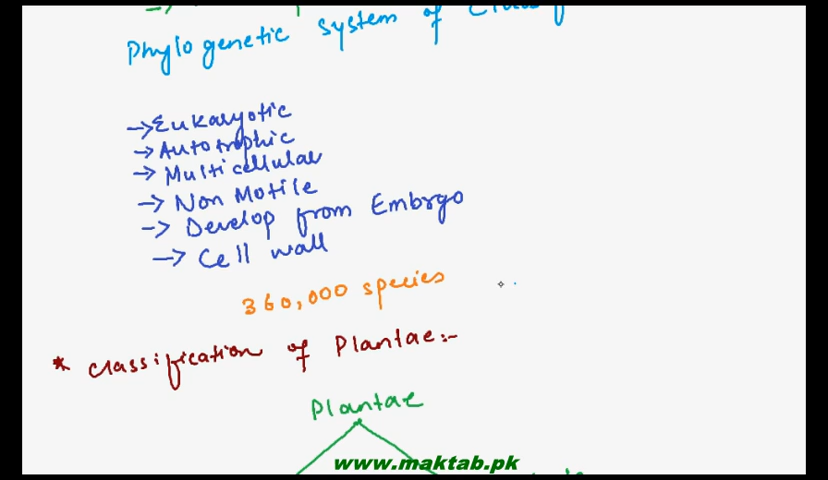 Phylogenetic system of
→ Eukaryotic
→ Autotrophic
→ Multicellular
→ Non Motile
→ Develop from Embryo
→ Cell wall
360,000 species
* Classification of Plantae:-
Plantae
www.maktab.pk